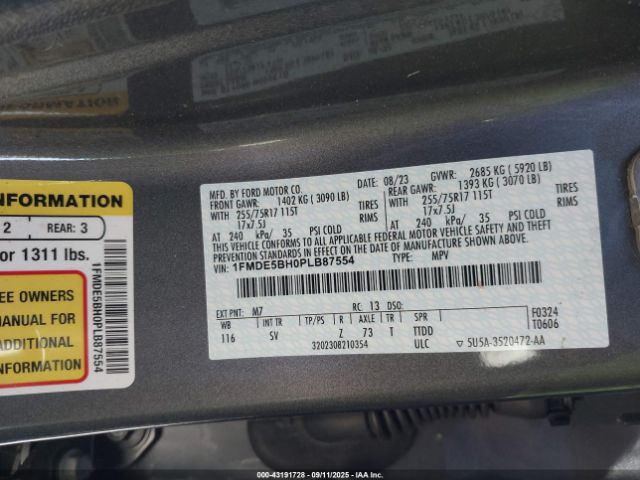 INFORMATION
2 REAR: 3
or 1311 lbs.
EE OWNERS
MANUAL FOR
ADDITIONAL
INFORMATION
1FMDE5BH0PLB87554
MFD. BY FORD MOTOR CO.
DATE: 08/23 GVWR: 2685 KG ( 5920 LB)
FRONT GAWR: 1402 KG ( 3090 LB) REAR GAWR: 1393 KG ( 3070 LB)
WITH 255/75R17 115T TIRES WITH 255/75R17 115T TIRES
17x7.5J RIMS 17x7.5J RIMS
AT 240 kPa/ 35 PSI COLD AT 240 kPa/ 35 PSI COLD
THIS VEHICLE CONFORMS TO ALL APPLICABLE FEDERAL MOTOR VEHICLE SAFETY AND THEFT
PREVENTION STANDARDS IN EFFECT ON THE DATE OF MANUFACTURE SHOWN ABOVE.
VIN: 1FMDE5BH0PLB87554 TYPE: MPV
EXT PNT: M7 RC: 13 DSO: F0324
WB INT TR TP/PS R AXLE TR SPR T0606
116 SV Z 73 T TTDD
3202308210354 ULC ▽ 5U5A-3520472-AA
000-43191728 - 09/11/2025 - IAAI.COM